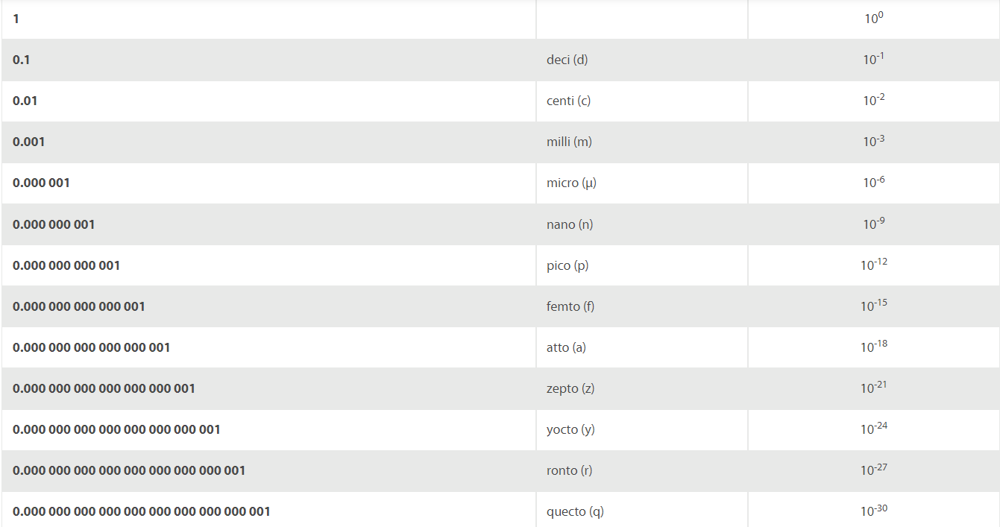 1 10⁰
0.1 deci (d) 10⁻¹
0.01 centi (c) 10⁻²
0.001 milli (m) 10⁻³
0.000 001 micro (μ) 10⁻⁶
0.000 000 001 nano (n) 10⁻⁹
0.000 000 000 001 pico (p) 10⁻¹²
0.000 000 000 000 001 femto (f) 10⁻¹⁵
0.000 000 000 000 000 001 atto (a) 10⁻¹⁸
0.000 000 000 000 000 000 001 zepto (z) 10⁻²¹
0.000 000 000 000 000 000 000 001 yocto (y) 10⁻²⁴
0.000 000 000 000 000 000 000 000 001 ronto (r) 10⁻²⁷
0.000 000 000 000 000 000 000 000 000 001 quecto (q) 10⁻³⁰